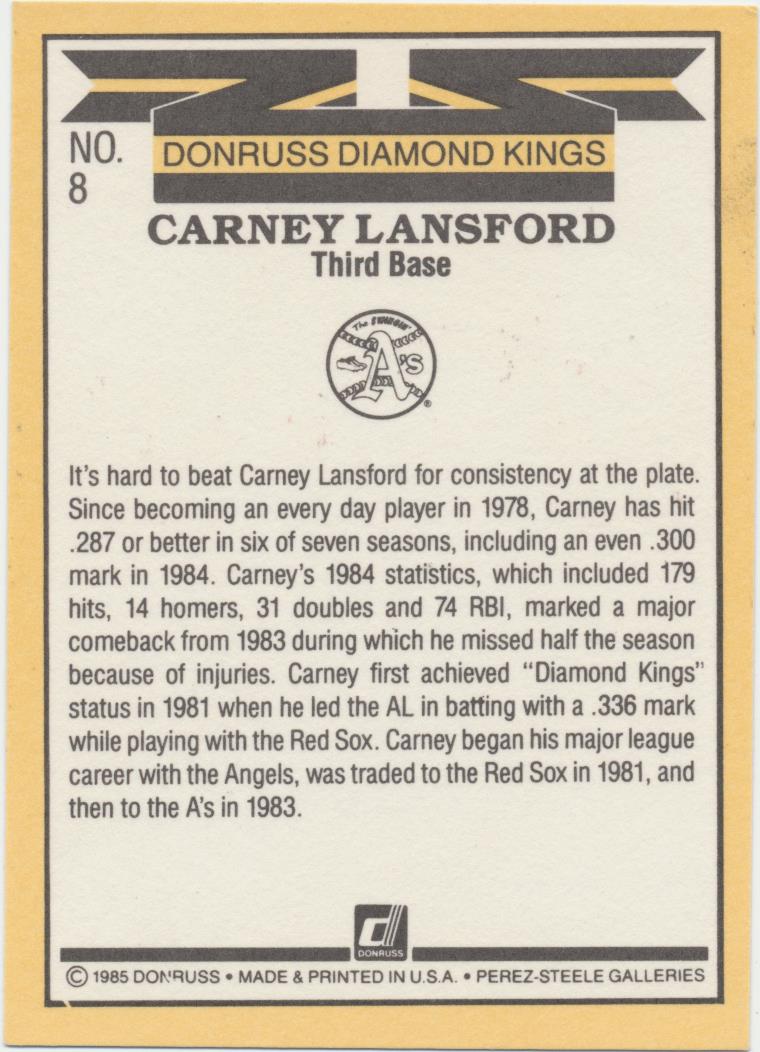 NO.
8
DONRUSS DIAMOND KINGS
CARNEY LANSFORD
Third Base
The SWINGIN'
A's
®
It's hard to beat Carney Lansford for consistency at the plate.
Since becoming an every day player in 1978, Carney has hit
.287 or better in six of seven seasons, including an even .300
mark in 1984. Carney's 1984 statistics, which included 179
hits, 14 homers, 31 doubles and 74 RBI, marked a major
comeback from 1983 during which he missed half the season
because of injuries. Carney first achieved "Diamond Kings"
status in 1981 when he led the AL in batting with a .336 mark
while playing with the Red Sox. Carney began his major league
career with the Angels, was traded to the Red Sox in 1981, and
then to the A's in 1983.
d
DONRUSS
© 1985 DONRUSS • MADE & PRINTED IN U.S.A. • PEREZ-STEELE GALLERIES